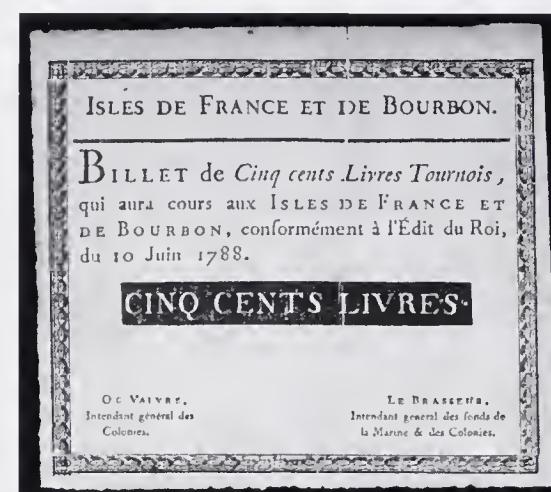 ISLES DE FRANCE ET DE BOURBON.
BILLET de Cinq cents Livres Tournois,
qui aura cours aux ISLES DE FRANCE ET
DE BOURBON, conformément à l'Édit du Roi,
du 10 Juin 1788.
CINQ CENTS LIVRES.
VAIVRE,
Intendant général des
Colonies.
LE BRASSEUR,
Intendant général des fonds de
la Marine & des Colonies.